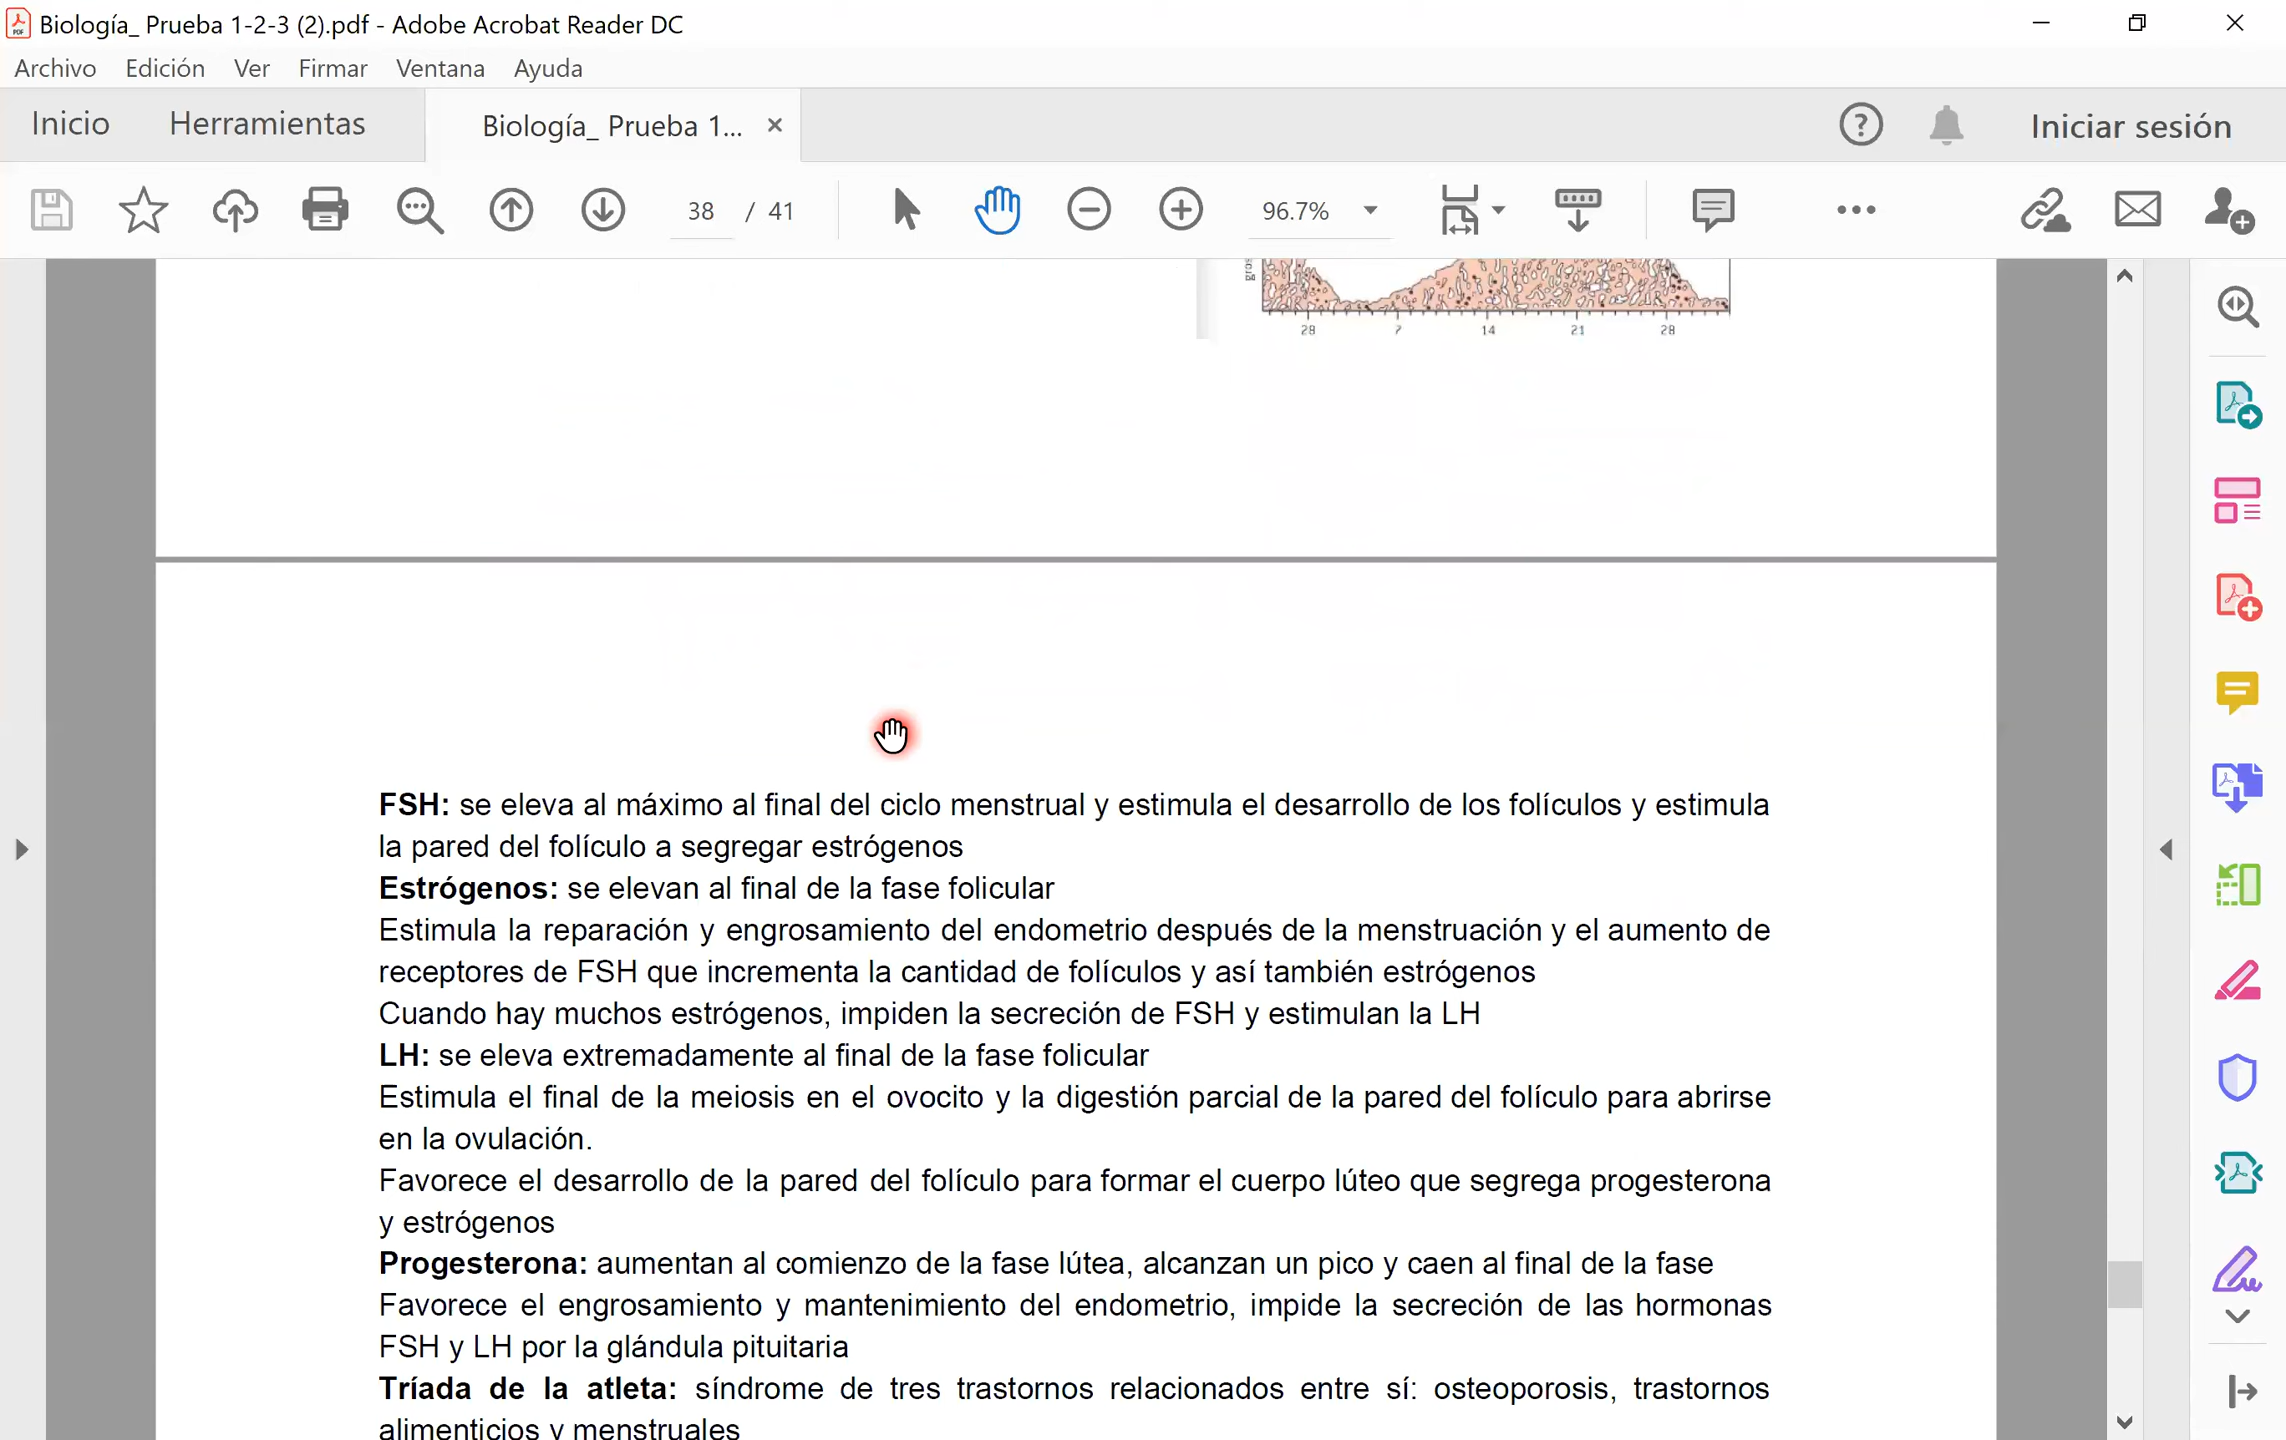 Biología_ Prueba 1-2-3 (2).pdf - Adobe Acrobat Reader DC
Archivo Edición Ver Firmar Ventana Ayuda
Inicio Herramientas Biología_ Prueba 1... Iniciar sesión
38 / 41 96.7%
28 7 14 21 28
FSH: se eleva al máximo al final del ciclo menstrual y estimula el desarrollo de los folículos y estimula
la pared del folículo a segregar estrógenos
Estrógenos: se elevan al final de la fase folicular
Estimula la reparación y engrosamiento del endometrio después de la menstruación y el aumento de
receptores de FSH que incrementa la cantidad de folículos y así también estrógenos
Cuando hay muchos estrógenos, impiden la secreción de FSH y estimulan la LH
LH: se eleva extremadamente al final de la fase folicular
Estimula el final de la meiosis en el ovocito y la digestión parcial de la pared del folículo para abrirse
en la ovulación.
Favorece el desarrollo de la pared del folículo para formar el cuerpo lúteo que segrega progesterona
y estrógenos
Progesterona: aumentan al comienzo de la fase lútea, alcanzan un pico y caen al final de la fase
Favorece el engrosamiento y mantenimiento del endometrio, impide la secreción de las hormonas
FSH y LH por la glándula pituitaria
Tríada de la atleta: síndrome de tres trastornos relacionados entre sí: osteoporosis, trastornos
alimenticios y menstruales